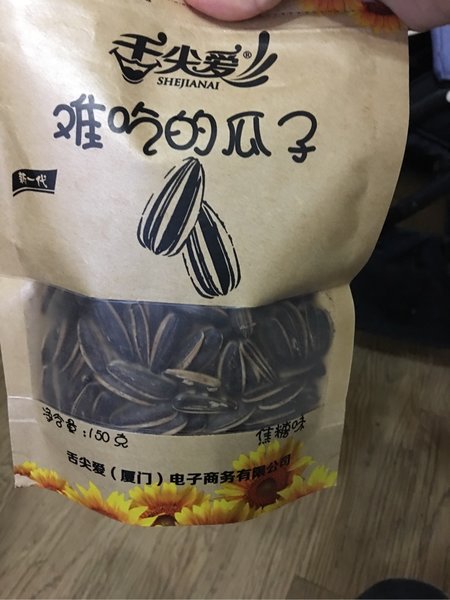 舌尖爱®
SHEJIANAI
难吃的瓜子
新一代
净含量:150克
焦糖味
舌尖爱(厦门)电子商务有限公司